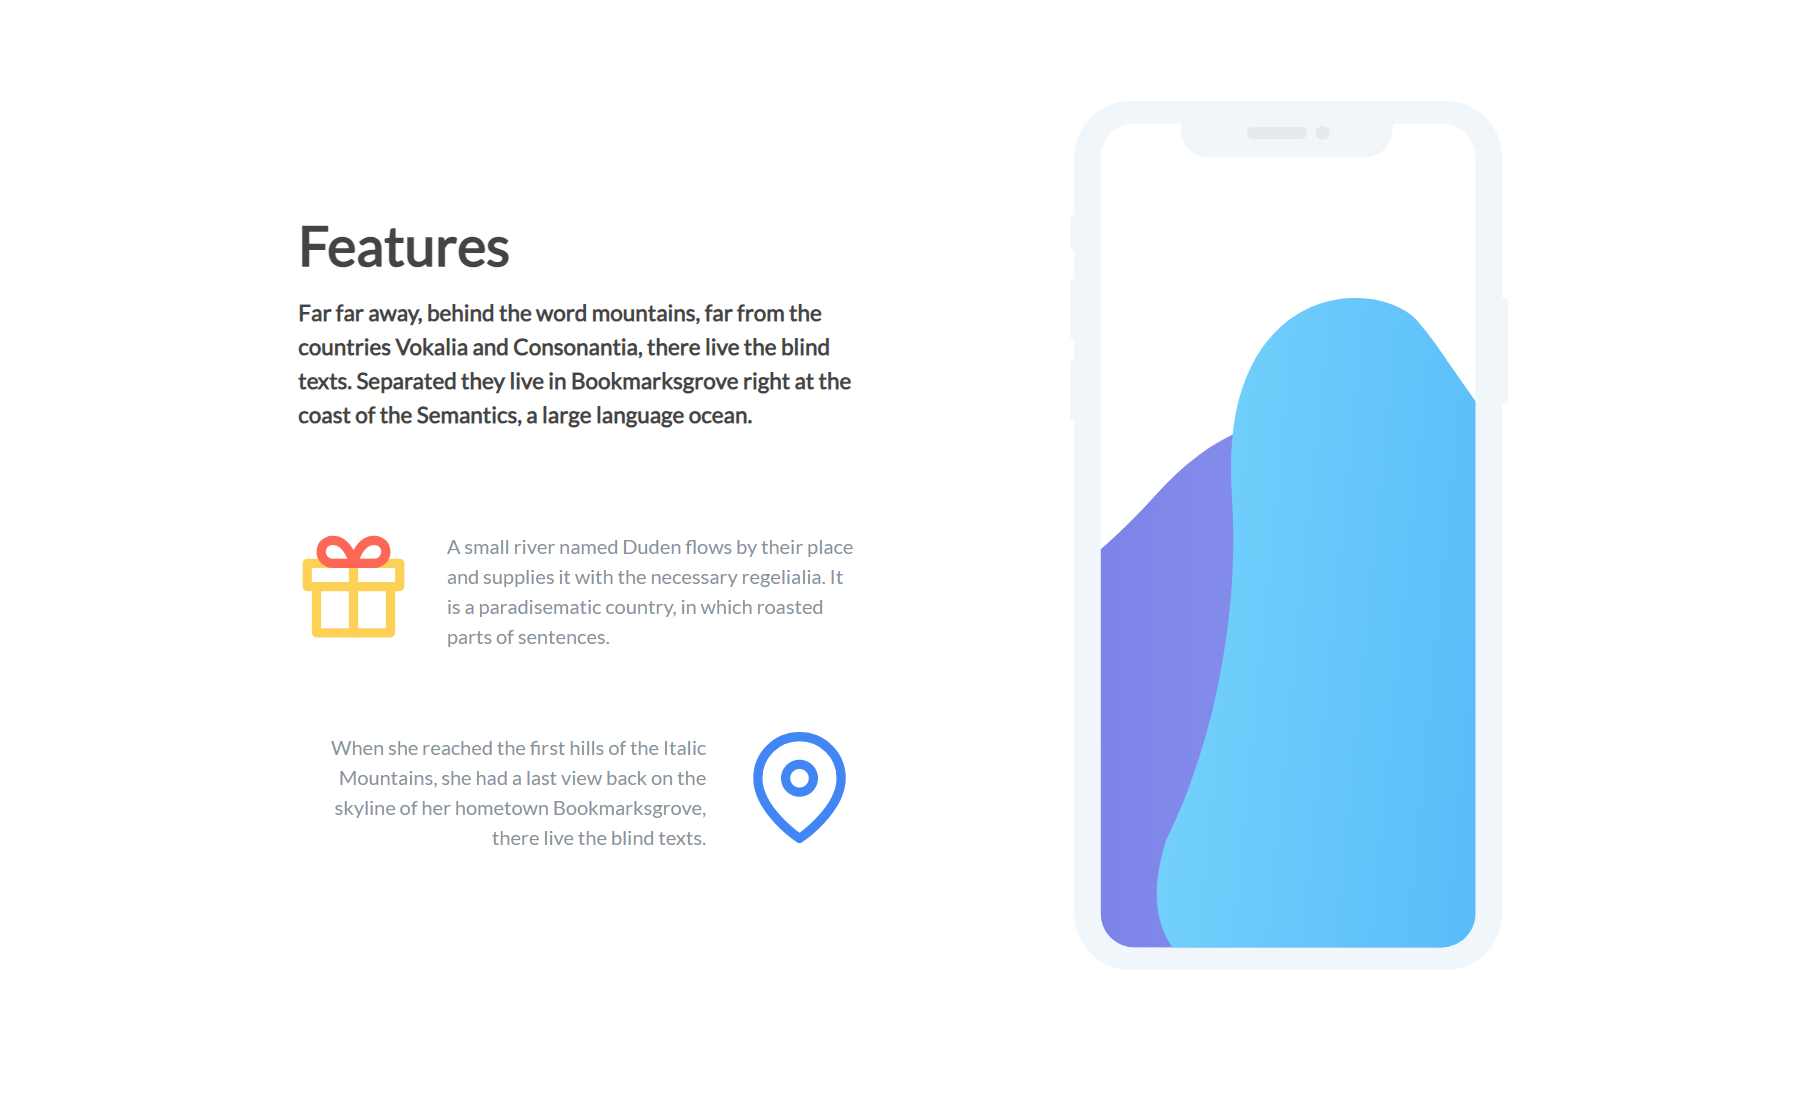 Features
Far far away, behind the word mountains, far from the
countries Vokalia and Consonantia, there live the blind
texts. Separated they live in Bookmarksgrove right at the
coast of the Semantics, a large language ocean.
A small river named Duden flows by their place
and supplies it with the necessary regelialia. It
is a paradisematic country, in which roasted
parts of sentences.
When she reached the first hills of the Italic
Mountains, she had a last view back on the
skyline of her hometown Bookmarksgrove,
there live the blind texts.